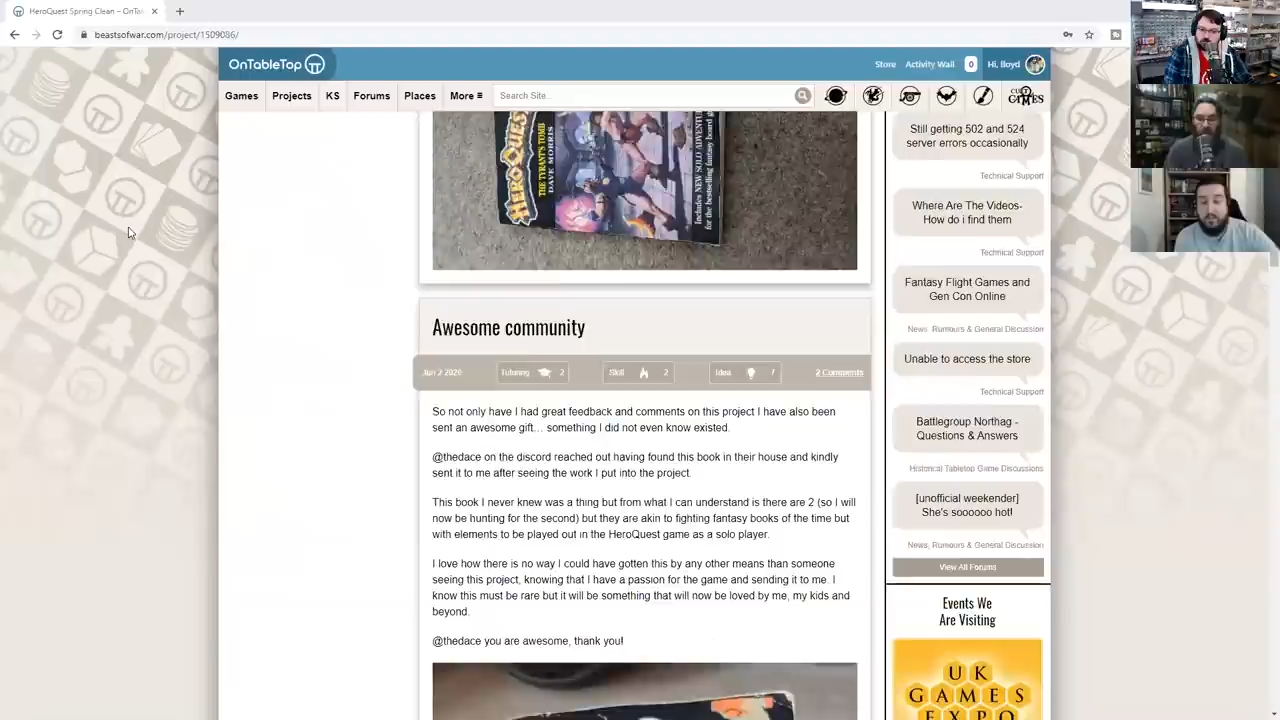 HeroQuest Spring Clean – OnTa
beastsofwar.com/project/1509086/
OnTableTop
Store
Activity Wall
0
Hi, lloyd
Games
Projects
KS
Forums
Places
More
Search Site...
GAMES
HEROQUEST
THE TYRANT'S TOMB
DAVE MORRIS
Includes NEW SOLO ADVENTURE
for the bestselling fantasy board g
Awesome community
Jun 2 2020
Tutoring 2
Skill 2
Idea 7
2 Comments
So not only have I had great feedback and comments on this project I have also been
sent an awesome gift… something I did not even know existed.
@thedace on the discord reached out having found this book in their house and kindly
sent it to me after seeing the work I put into the project.
This book I never knew was a thing but from what I can understand is there are 2 (so I will
now be hunting for the second) but they are akin to fighting fantasy books of the time but
with elements to be played out in the HeroQuest game as a solo player.
I love how there is no way I could have gotten this by any other means than someone
seeing this project, knowing that I have a passion for the game and sending it to me. I
know this must be rare but it will be something that will now be loved by me, my kids and
beyond.
@thedace you are awesome, thank you!
Still getting 502 and 524
server errors occasionally
Technical Support
Where Are The Videos-
How do i find them
Technical Support
Fantasy Flight Games and
Gen Con Online
News, Rumours & General Discussion
Unable to access the store
Technical Support
Battlegroup Northag -
Questions & Answers
Historical Tabletop Game Discussions
[unofficial weekender]
She's soooooo hot!
News, Rumours & General Discussion
View All Forums
Events We
Are Visiting
UK
GAMES
EXPO